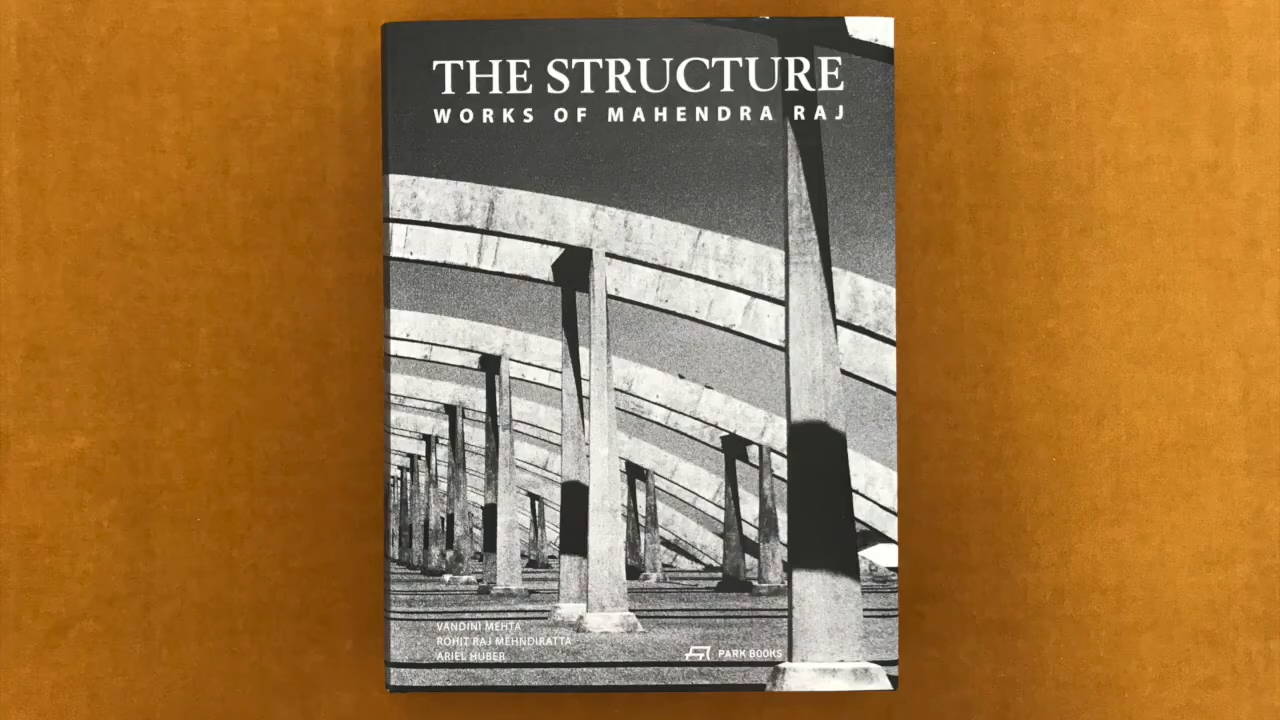 THE STRUCTURE
WORKS OF MAHENDRA RAJ
VANDINI MEHTA
ROHIT RAJ MEHNDIRATTA
ARIEL HUBER
PARK BOOKS